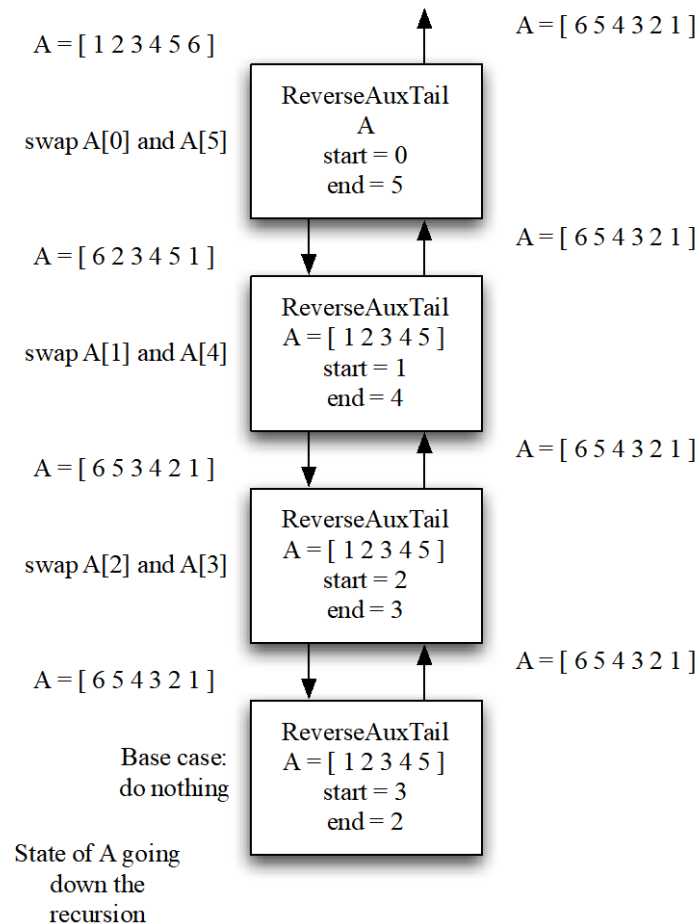 A = [ 1 2 3 4 5 6 ]
A = [ 6 5 4 3 2 1 ]
ReverseAuxTail
A
start = 0
end = 5
swap A[0] and A[5]
A = [ 6 2 3 4 5 1 ]
A = [ 6 5 4 3 2 1 ]
ReverseAuxTail
A = [ 1 2 3 4 5 ]
start = 1
end = 4
swap A[1] and A[4]
A = [ 6 5 3 4 2 1 ]
A = [ 6 5 4 3 2 1 ]
ReverseAuxTail
A = [ 1 2 3 4 5 ]
start = 2
end = 3
swap A[2] and A[3]
A = [ 6 5 4 3 2 1 ]
A = [ 6 5 4 3 2 1 ]
ReverseAuxTail
A = [ 1 2 3 4 5 ]
start = 3
end = 2
Base case:
do nothing
State of A going
down the
recursion